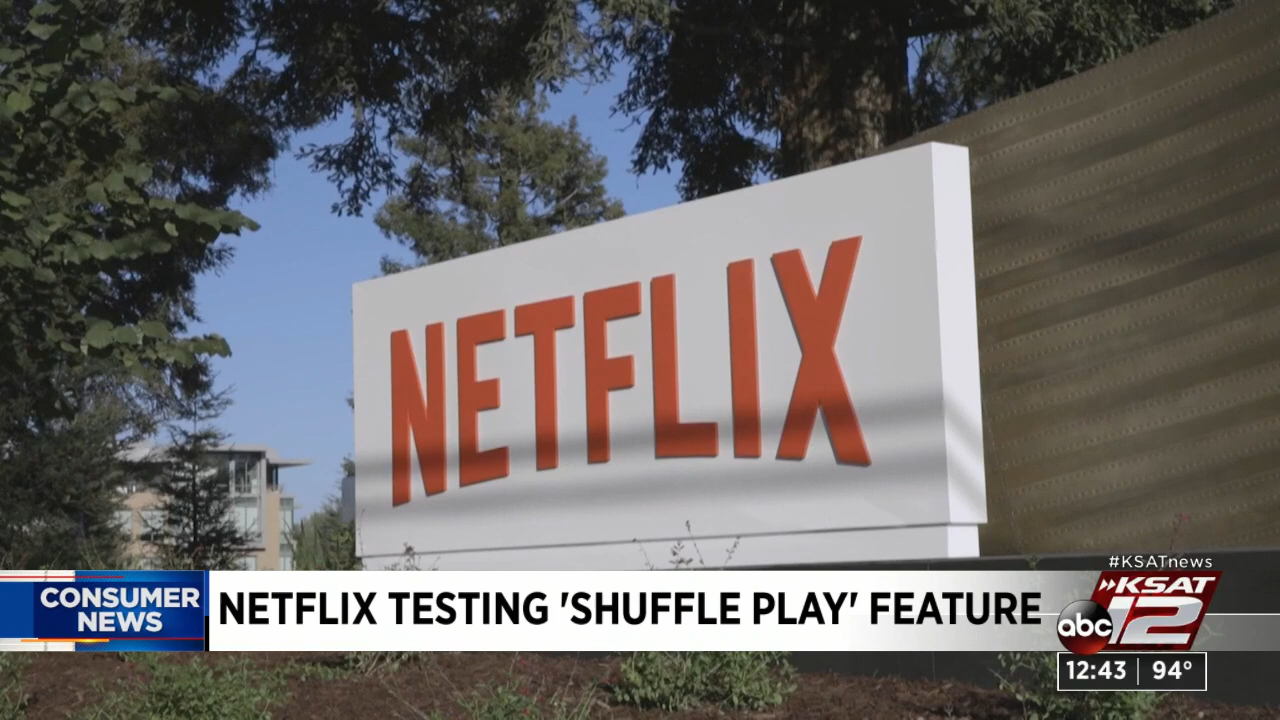 NETFLIX
#KSATnews
CONSUMER
NEWS
NETFLIX TESTING 'SHUFFLE PLAY' FEATURE
KSAT
abc 12
12:43 94°